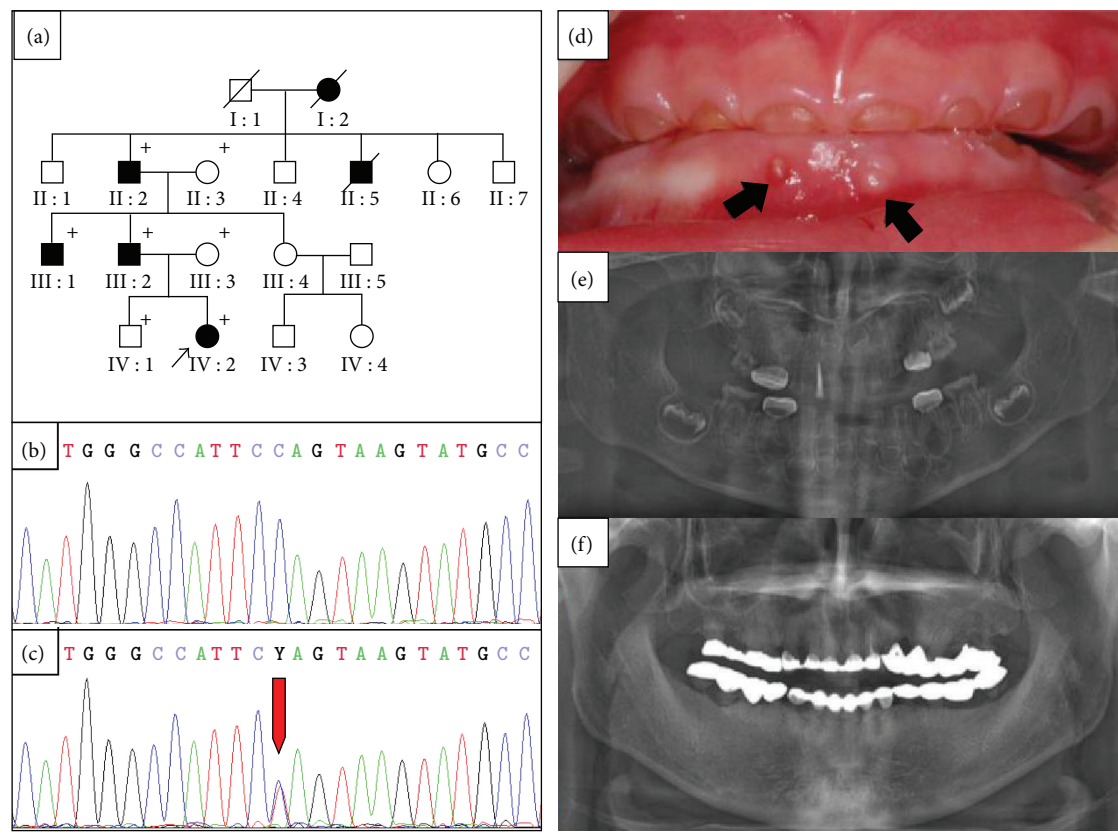 (a)
I : 1 I : 2
+ +
II : 1 II : 2 II : 3 II : 4 II : 5 II : 6 II : 7
+ + +
III : 1 III : 2 III : 3 III : 4 III : 5
+ +
IV : 1 IV : 2 IV : 3 IV : 4
(b)
T G G G C C A T T C C A G T A A G T A T G C C
(c)
T G G G C C A T T C Y A G T A A G T A T G C C
(d)
(e)
(f)